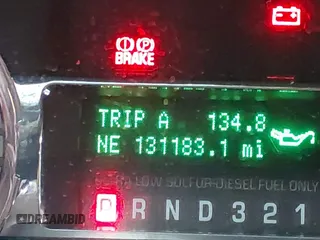 BRAKE
TRIP A 134.8
NE 131183.1 mi
LOW SULFUR-DIESEL FUEL ONLY
P R N D 3 2 1
DREAMBID